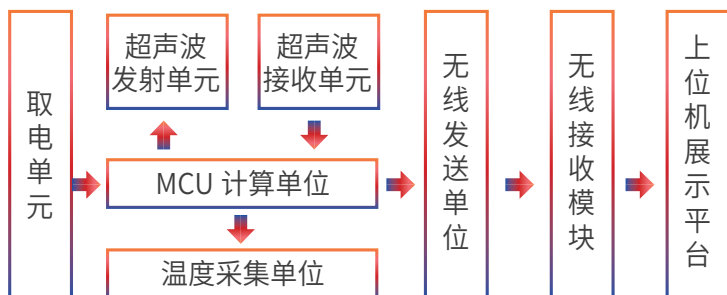 取电单元
超声波
发射单元
超声波
接收单元
MCU 计算单位
温度采集单位
无线发送单位
无线接收模块
上位机展示平台